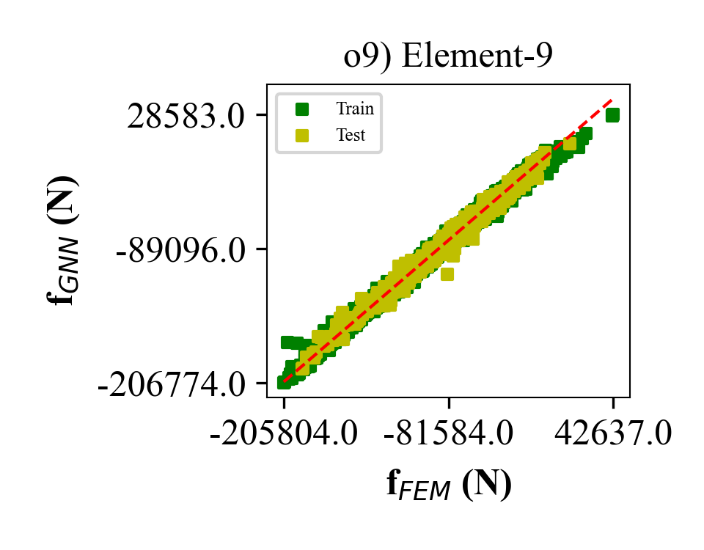 o9) Element-9
Train
Test
28583.0
-89096.0
-206774.0
f_GNN (N)
-205804.0 -81584.0 42637.0
f_FEM (N)